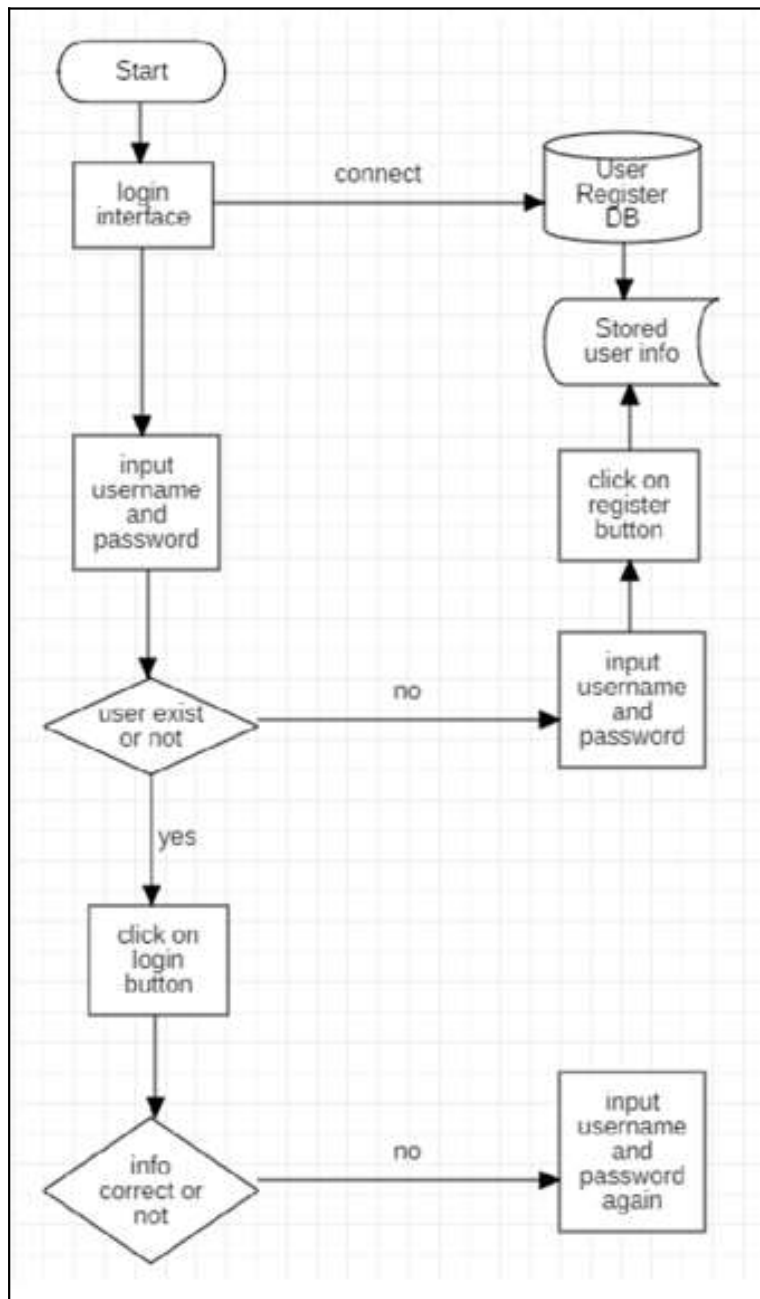 Start
login
interface
connect
User
Register
DB
Stored
user info
input
username
and
password
click on
register
button
user exist
or not
no
input
username
and
password
yes
click on
login
button
info
correct or
not
no
input
username
and
password
again